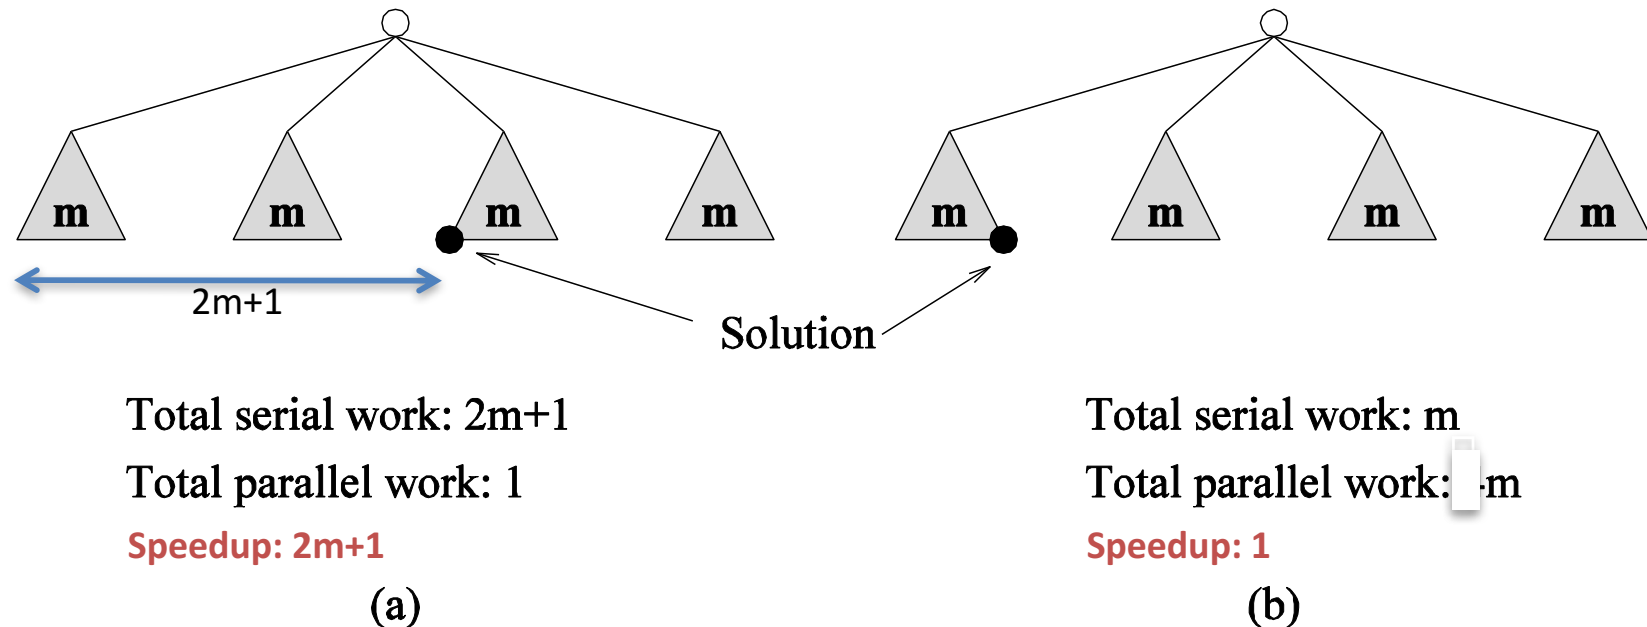 m m m m
m m m m
2m+1
Solution
Total serial work: 2m+1
Total parallel work: 1
Speedup: 2m+1
(a)
Total serial work: m
Total parallel work: m
Speedup: 1
(b)